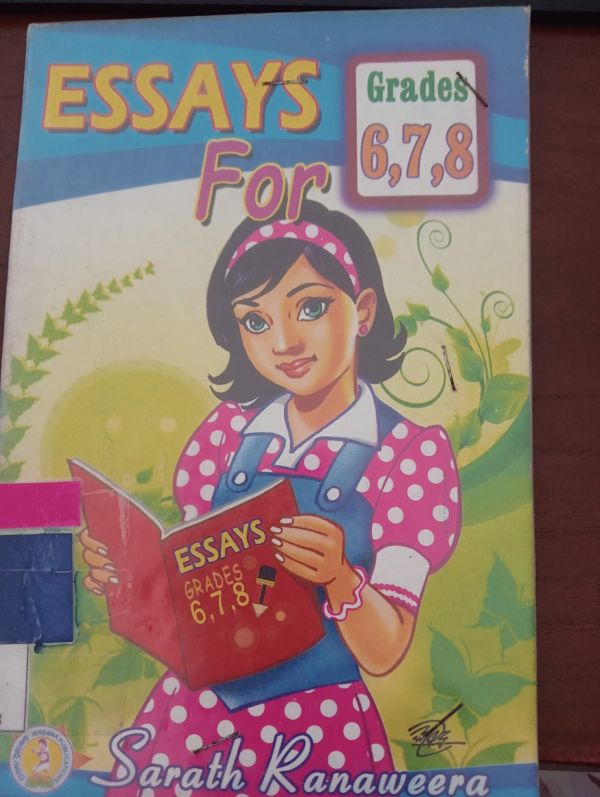 ESSAYS
For
Grades
6,7,8
ESSAYS
GRADES
6,7,8
Sarath Ranaweera